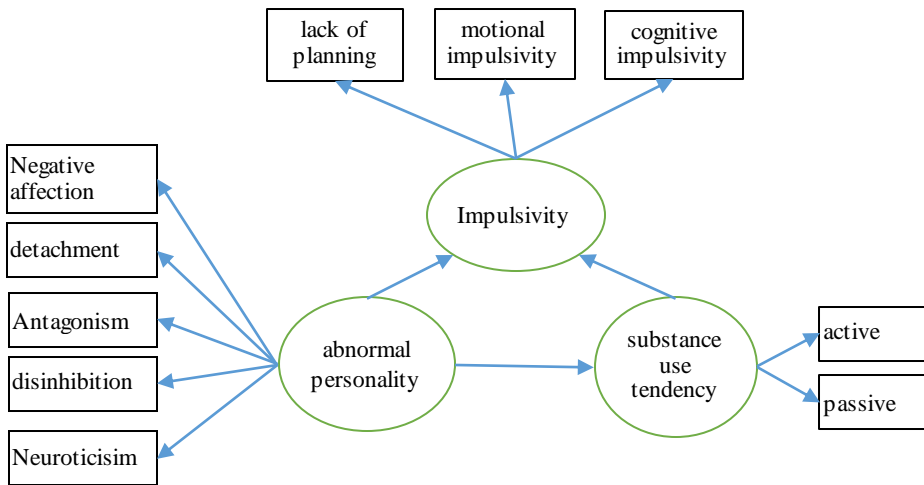 lack of
planning
motional
impulsivity
cognitive
impulsivity
Negative
affection
detachment
Antagonism
disinhibition
Neuroticisim
Impulsivity
abnormal
personality
substance
use
tendency
active
passive